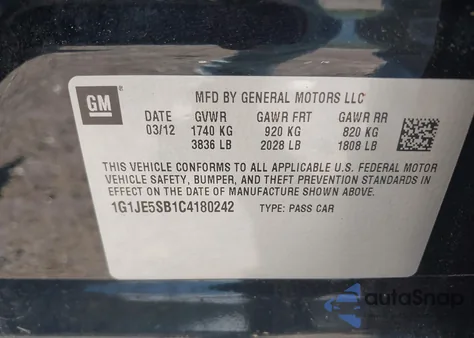 GM
MFD BY GENERAL MOTORS LLC
DATE GVWR GAWR FRT GAWR RR
03/12 1740 KG 920 KG 820 KG
3836 LB 2028 LB 1808 LB
THIS VEHICLE CONFORMS TO ALL APPLICABLE U.S. FEDERAL MOTOR
VEHICLE SAFETY, BUMPER, AND THEFT PREVENTION STANDARDS
IN EFFECT ON THE DATE OF MANUFACTURE SHOWN ABOVE.
1G1JE5SB1C4180242 TYPE: PASS CAR
autoSnap